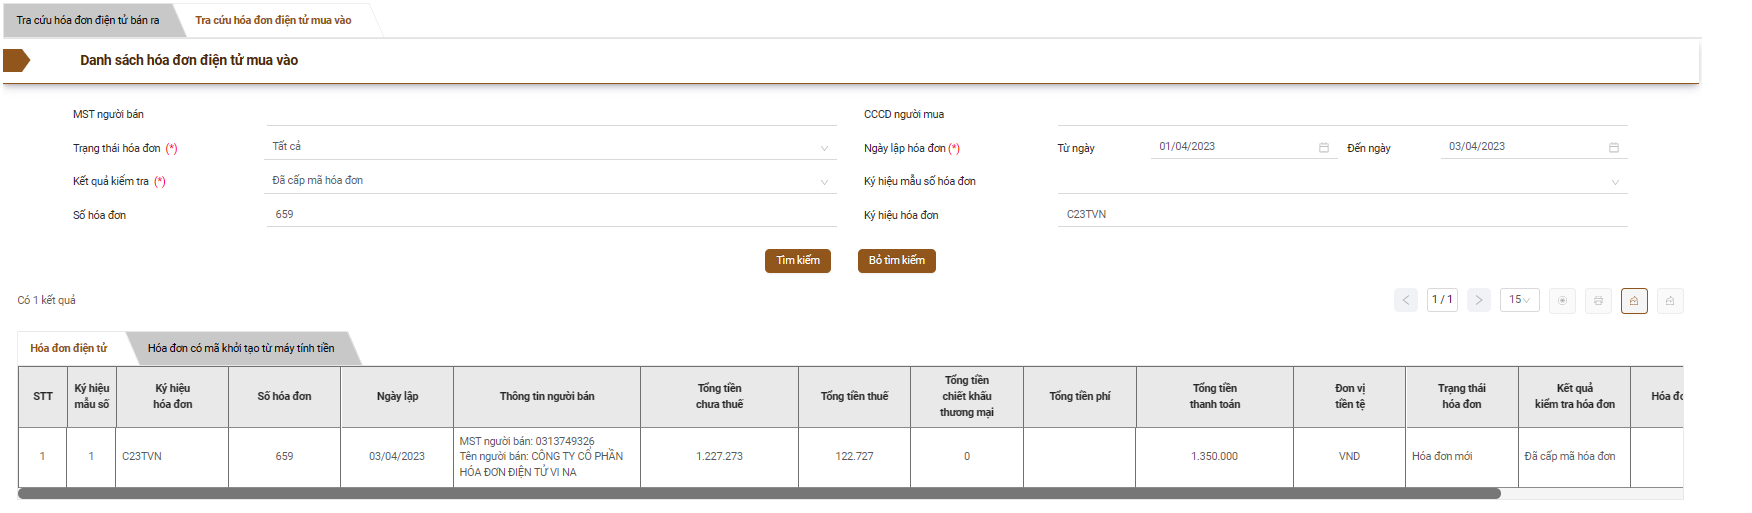 Tra cứu hóa đơn điện tử bán ra
Tra cứu hóa đơn điện tử mua vào
Danh sách hóa đơn điện tử mua vào
MST người bán
CCCD người mua
Trạng thái hóa đơn (*)
Tất cả
Ngày lập hóa đơn (*)
Từ ngày
01/04/2023
Đến ngày
03/04/2023
Kết quả kiểm tra (*)
Đã cấp mã hóa đơn
Ký hiệu mẫu số hóa đơn
Số hóa đơn
659
Ký hiệu hóa đơn
C23TVN
Tìm kiếm
Bỏ tìm kiếm
Có 1 kết quả
1 / 1
15
Hóa đơn điện tử
Hóa đơn có mã khởi tạo từ máy tính tiền
STT
Ký hiệu
mẫu số
Ký hiệu
hóa đơn
Số hóa đơn
Ngày lập
Thông tin người bán
Tổng tiền
chưa thuế
Tổng tiền thuế
Tổng tiền
chiết khấu
thương mại
Tổng tiền phí
Tổng tiền
thanh toán
Đơn vị
tiền tệ
Trạng thái
hóa đơn
Kết quả
kiểm tra hóa đơn
Hóa đ
1
1
C23TVN
659
03/04/2023
MST người bán: 0313749326
Tên người bán: CÔNG TY CỔ PHẦN
HÓA ĐƠN ĐIỆN TỬ VI NA
1.227.273
122.727
0
1.350.000
VND
Hóa đơn mới
Đã cấp mã hóa đơn